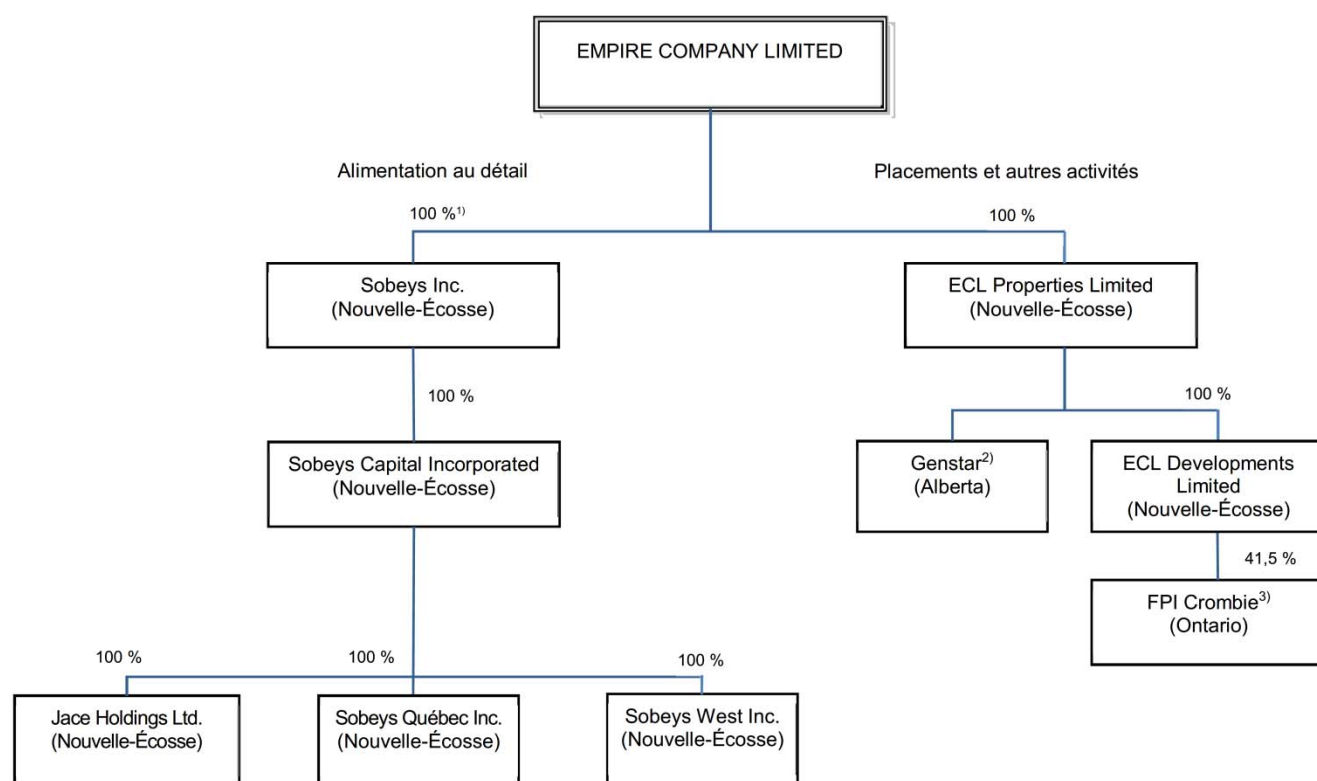 EMPIRE COMPANY LIMITED
Alimentation au détail
Placements et autres activités
100 %¹⁾
100 %
Sobeys Inc.
(Nouvelle-Écosse)
ECL Properties Limited
(Nouvelle-Écosse)
100 %
100 %
Sobeys Capital Incorporated
(Nouvelle-Écosse)
Genstar²⁾
(Alberta)
ECL Developments
Limited
(Nouvelle-Écosse)
41,5 %
FPI Crombie³⁾
(Ontario)
100 %
100 %
100 %
Jace Holdings Ltd.
(Nouvelle-Écosse)
Sobeys Québec Inc.
(Nouvelle-Écosse)
Sobeys West Inc.
(Nouvelle-Écosse)